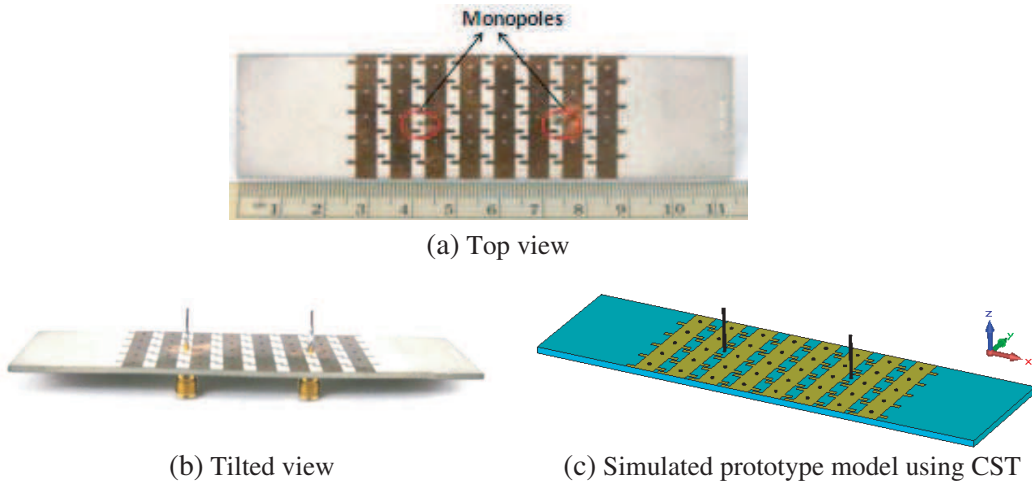 Monopoles
1 2 3 4 5 6 7 8 9 10 11
(a) Top view
z
y
x
(b) Tilted view (c) Simulated prototype model using CST